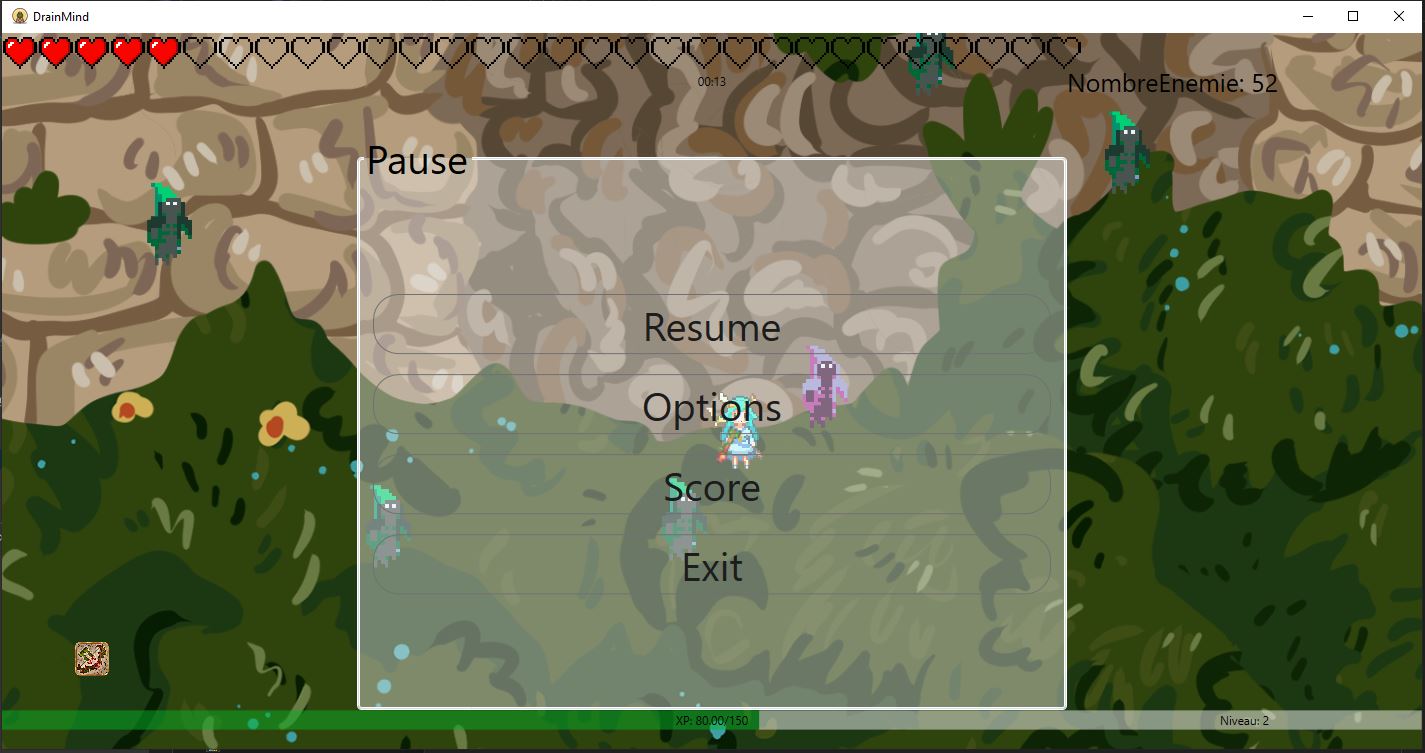 DrainMind
00:13
NombreEnemie: 52
Pause
Resume
Options
Score
Exit
XP: 80.00/150
Niveau: 2